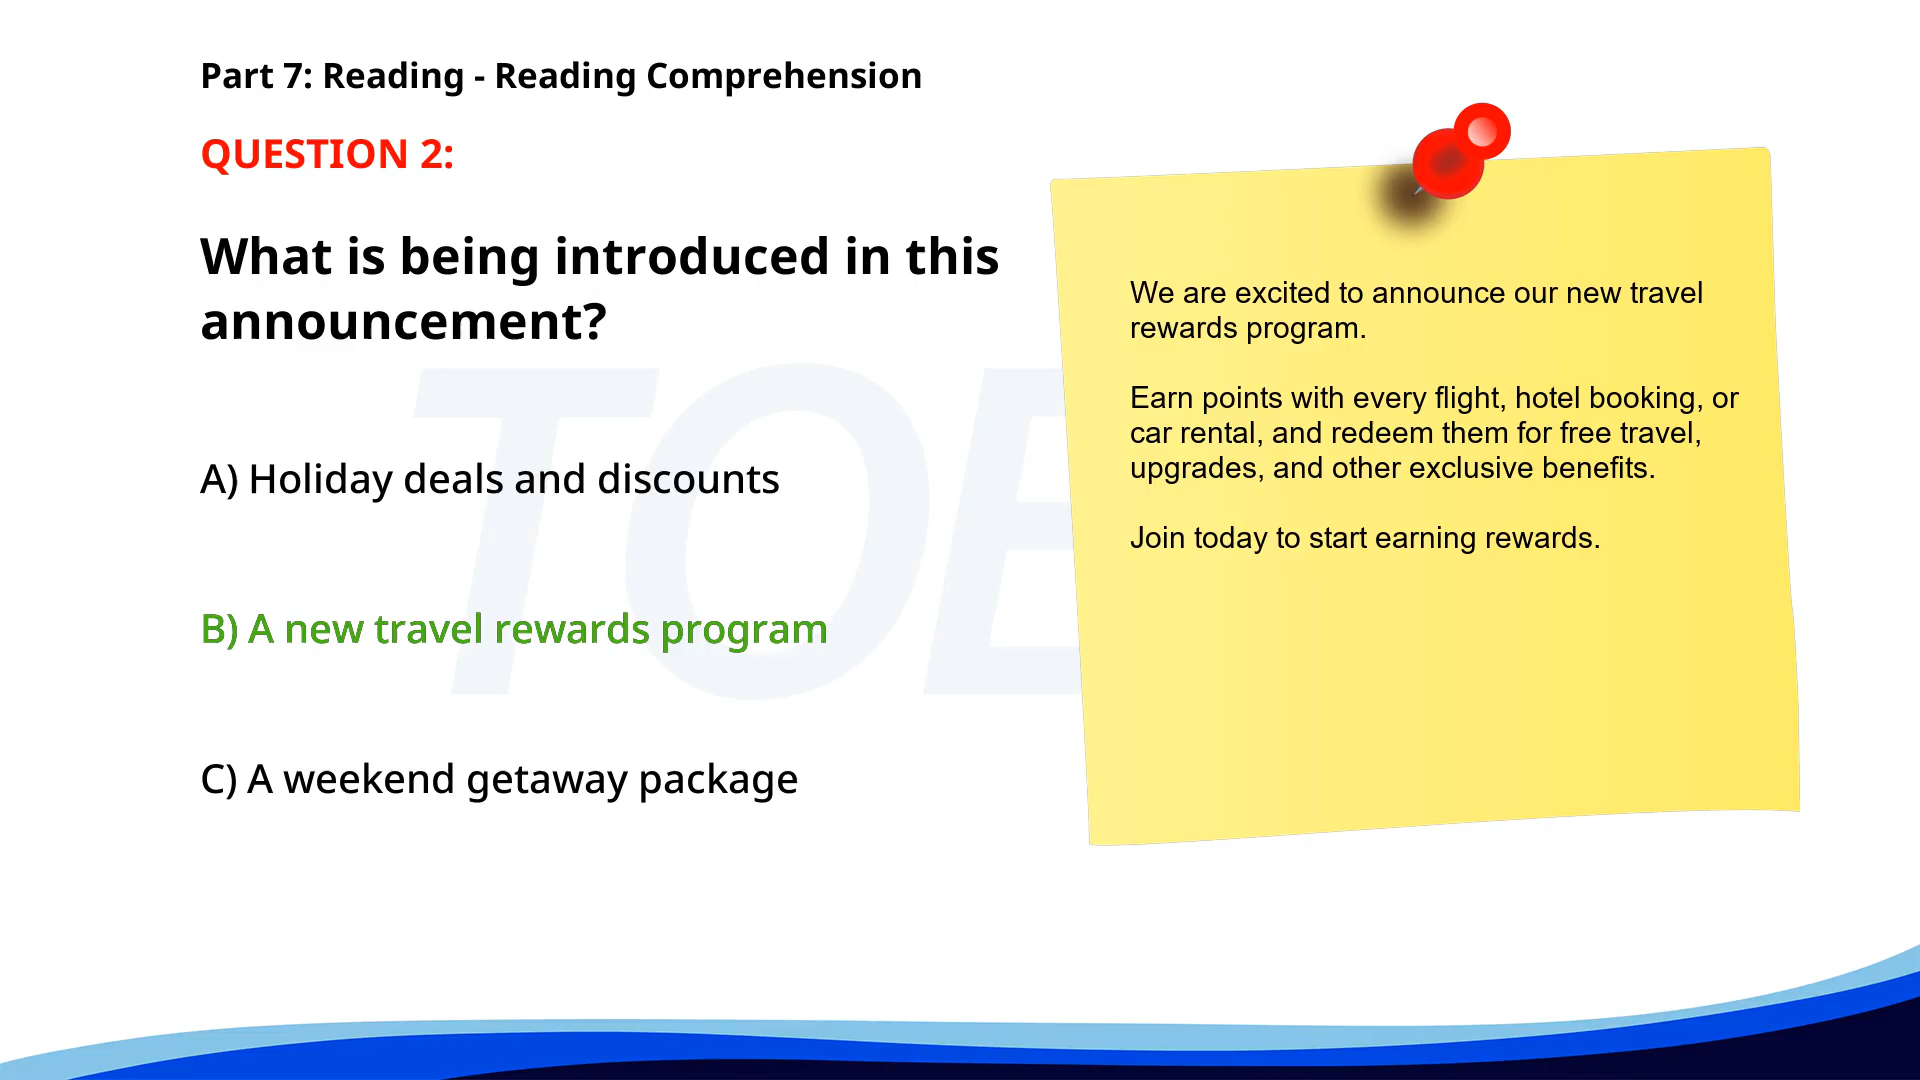 Part 7: Reading - Reading Comprehension
QUESTION 2:
What is being introduced in this
announcement?
A) Holiday deals and discounts
B) A new travel rewards program
C) A weekend getaway package
We are excited to announce our new travel
rewards program.
Earn points with every flight, hotel booking, or
car rental, and redeem them for free travel,
upgrades, and other exclusive benefits.
Join today to start earning rewards.